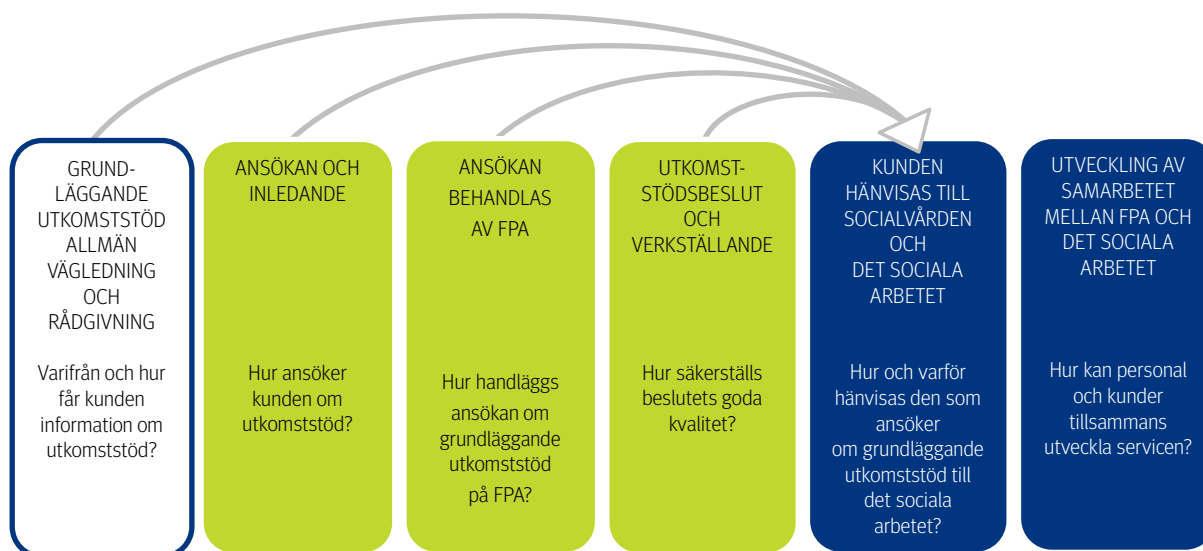 GRUND-
LÄGGANDE
UTKOMSTSTÖD
ALLMÄN
VÄGLEDNING
OCH
RÅDGIVNING
Varifrån och hur
får kunden
information om
utkomststöd?
ANSÖKAN OCH
INLEDANDE
Hur ansöker
kunden om
utkomststöd?
ANSÖKAN
BEHANDLAS
AV FPA
Hur handläggs
ansökan om
grundläggande
utkomststöd
på FPA?
UTKOMST-
STÖDSBESLUT
OCH
VERKSTÄLLANDE
Hur säkerställs
beslutets goda
kvalitet?
KUNDEN
HÄNVISAS TILL
SOCIALVÅRDEN
OCH
DET SOCIALA
ARBETET
Hur och varför
hänvisas den som
ansöker
om grundläggande
utkomststöd till
det sociala
arbetet?
UTVECKLING AV
SAMARBETET
MELLAN FPA OCH
DET SOCIALA
ARBETET
Hur kan personal
och kunder
tillsammans
utveckla servicen?